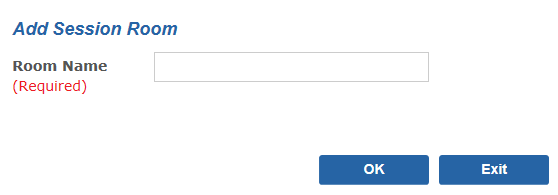 Add Session Room
Room Name
(Required)
OK Exit